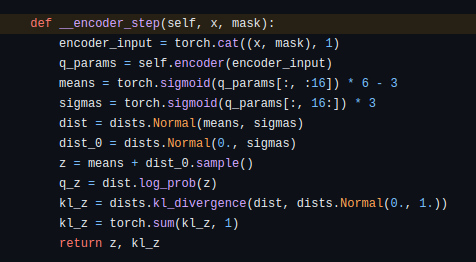 def __encoder_step(self, x, mask):
    encoder_input = torch.cat((x, mask), 1)
    q_params = self.encoder(encoder_input)
    means = torch.sigmoid(q_params[:, :16]) * 6 - 3
    sigmas = torch.sigmoid(q_params[:, 16:]) * 3
    dist = dists.Normal(means, sigmas)
    dist_0 = dists.Normal(0., sigmas)
    z = means + dist_0.sample()
    q_z = dist.log_prob(z)
    kl_z = dists.kl_divergence(dist, dists.Normal(0., 1.))
    kl_z = torch.sum(kl_z, 1)
    return z, kl_z